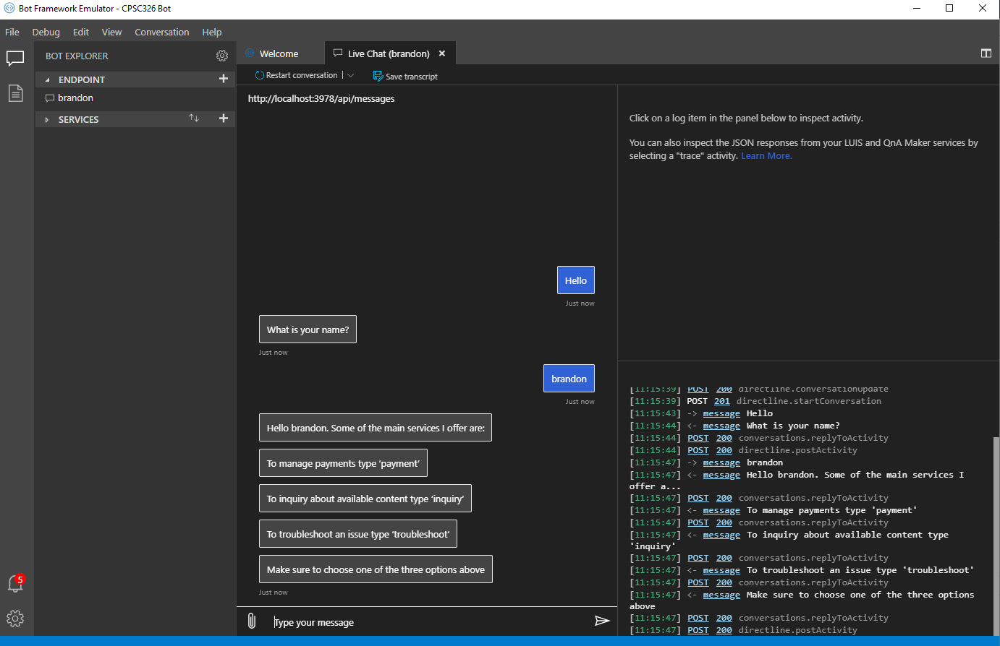 Bot Framework Emulator - CPSC326 Bot
File Debug Edit View Conversation Help
BOT EXPLORER
ENDPOINT
brandon
SERVICES
5
Welcome
Live Chat (brandon)
Restart conversation
Save transcript
http://localhost:3978/api/messages
Hello
Just now
What is your name?
Just now
brandon
Just now
Hello brandon. Some of the main services I offer are:
To manage payments type ‘payment’
To inquiry about available content type ‘inquiry’
To troubleshoot an issue type ‘troubleshoot’
Make sure to choose one of the three options above
Just now
Type your message
Click on a log item in the panel below to inspect activity.
You can also inspect the JSON responses from your LUIS and QnA Maker services by
selecting a "trace" activity. Learn More.
[11:15:39] POST 200 directline.conversationUpdate
[11:15:39] POST 201 directline.startConversation
[11:15:43] -> message Hello
[11:15:44] <- message What is your name?
[11:15:44] POST 200 conversations.replyToActivity
[11:15:44] POST 200 directline.postActivity
[11:15:47] -> message brandon
[11:15:47] <- message Hello brandon. Some of the main services I
offer a...
[11:15:47] POST 200 conversations.replyToActivity
[11:15:47] <- message To manage payments type 'payment'
[11:15:47] POST 200 conversations.replyToActivity
[11:15:47] <- message To inquiry about available content type
'inquiry'
[11:15:47] POST 200 conversations.replyToActivity
[11:15:47] <- message To troubleshoot an issue type 'troubleshoot'
[11:15:47] POST 200 conversations.replyToActivity
[11:15:47] <- message Make sure to choose one of the three options
above
[11:15:47] POST 200 conversations.replyToActivity
[11:15:47] POST 200 directline.postActivity